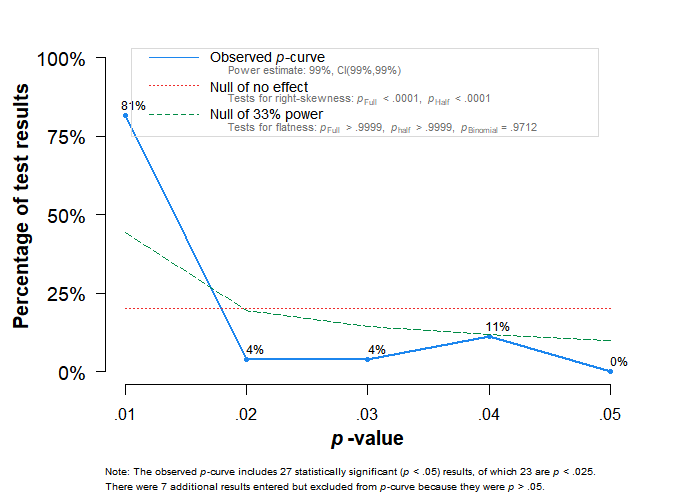 Observed p-curve
Power estimate: 99%, CI(99%,99%)
Null of no effect
Tests for right-skewness: pFull < .0001, pHalf < .0001
Null of 33% power
Tests for flatness: pFull > .9999, phalf > .9999, pBinomial = .9712
Percentage of test results
100%
75%
50%
25%
0%
81%
4%
4%
11%
0%
.01 .02 .03 .04 .05
p-value
Note: The observed p-curve includes 27 statistically significant (p < .05) results, of which 23 are p < .025.
There were 7 additional results entered but excluded from p-curve because they were p > .05.